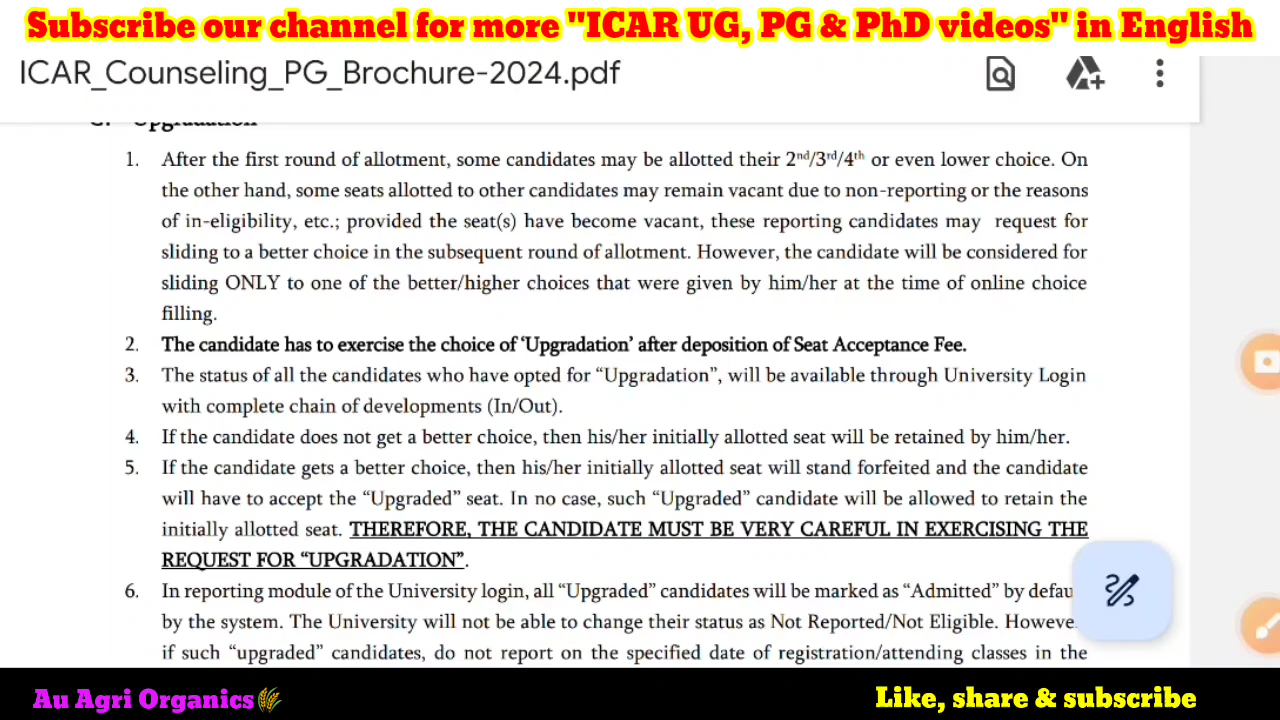 Subscribe our channel for more "ICAR UG, PG & PhD videos" in English
ICAR_Counseling_PG_Brochure-2024.pdf
Upgradation
1. After the first round of allotment, some candidates may be allotted their 2nd/3rd/4th or even lower choice. On
the other hand, some seats allotted to other candidates may remain vacant due to non-reporting or the reasons
of in-eligibility, etc.; provided the seat(s) have become vacant, these reporting candidates may request for
sliding to a better choice in the subsequent round of allotment. However, the candidate will be considered for
sliding ONLY to one of the better/higher choices that were given by him/her at the time of online choice
filling.
2. The candidate has to exercise the choice of ‘Upgradation’ after deposition of Seat Acceptance Fee.
3. The status of all the candidates who have opted for “Upgradation”, will be available through University Login
with complete chain of developments (In/Out).
4. If the candidate does not get a better choice, then his/her initially allotted seat will be retained by him/her.
5. If the candidate gets a better choice, then his/her initially allotted seat will stand forfeited and the candidate
will have to accept the “Upgraded” seat. In no case, such “Upgraded” candidate will be allowed to retain the
initially allotted seat. THEREFORE, THE CANDIDATE MUST BE VERY CAREFUL IN EXERCISING THE
REQUEST FOR “UPGRADATION”.
6. In reporting module of the University login, all “Upgraded” candidates will be marked as “Admitted” by defau
by the system. The University will not be able to change their status as Not Reported/Not Eligible. Howeve
if such “upgraded” candidates, do not report on the specified date of registration/attending classes in the
Au Agri Organics🌾
Like, share & subscribe